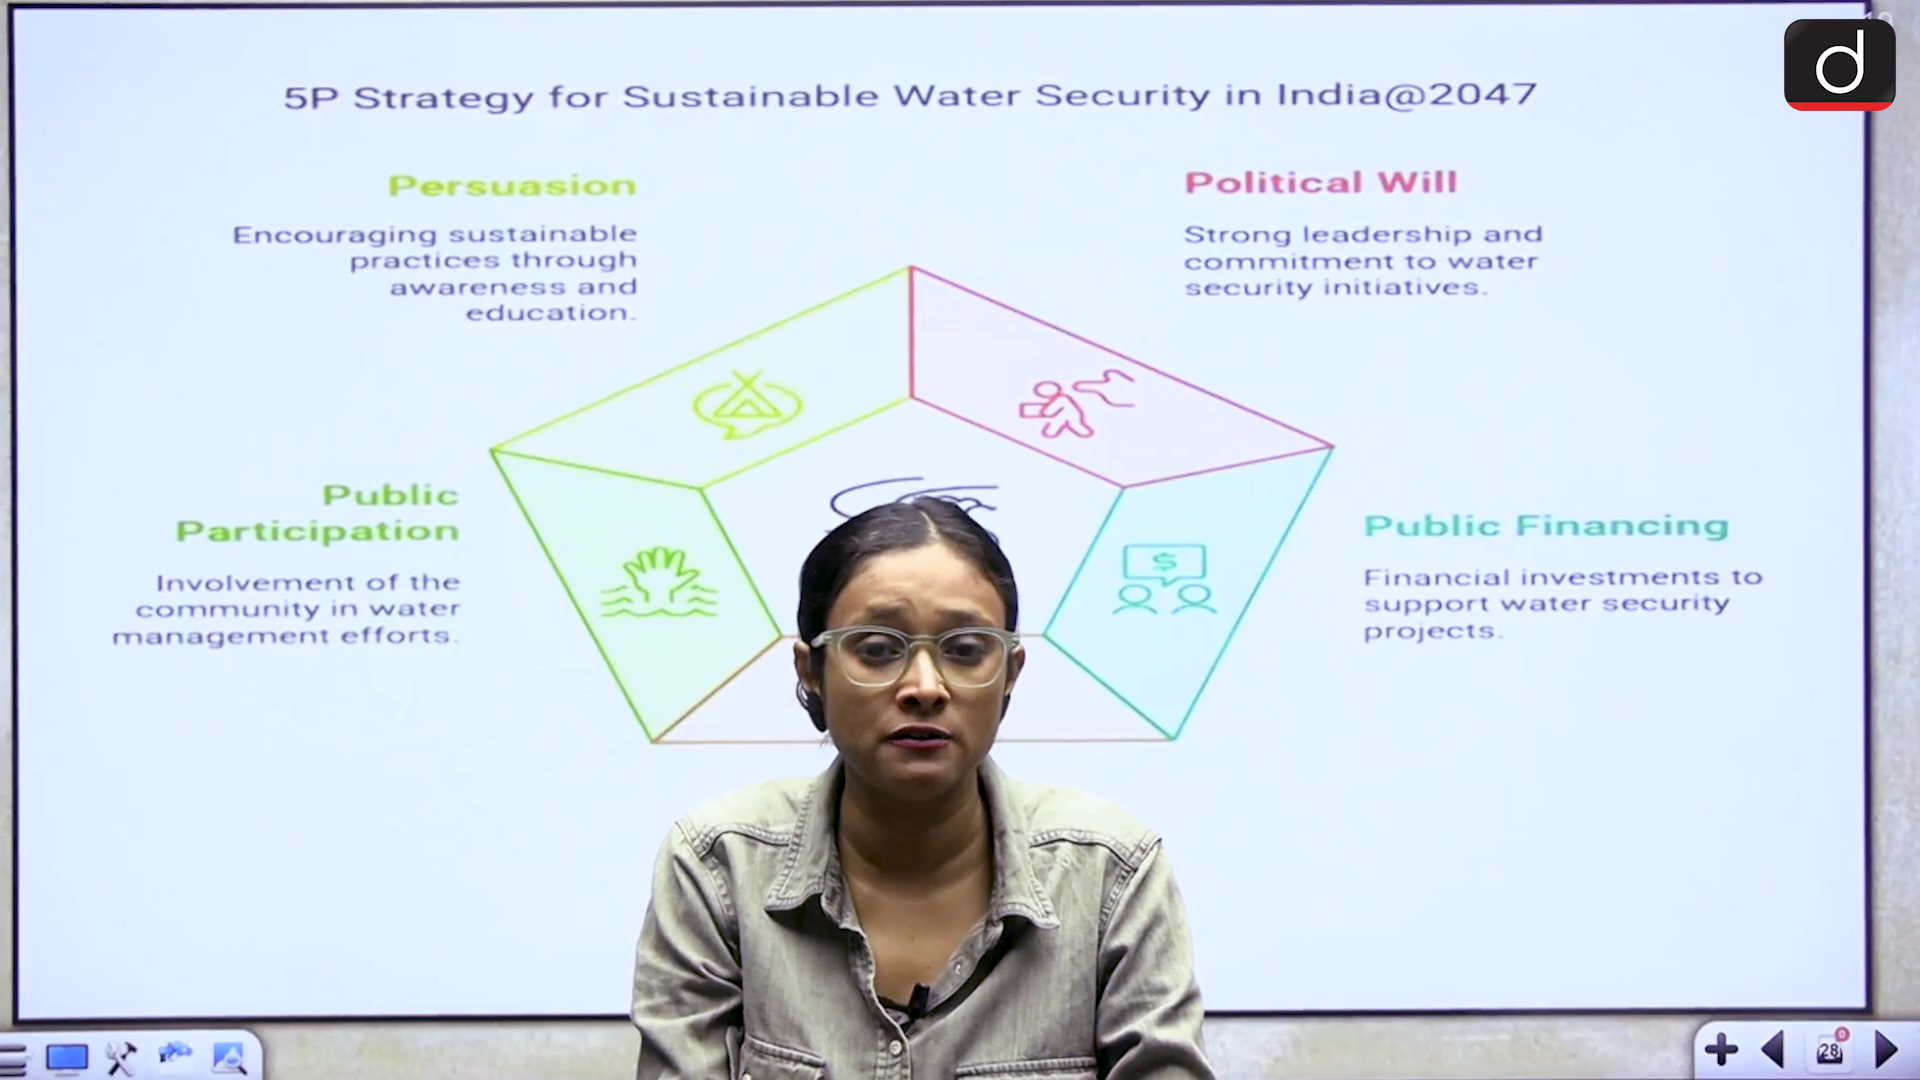 5P Strategy for Sustainable Water Security in India@2047
Persuasion
Encouraging sustainable
practices through
awareness and
education.
Political Will
Strong leadership and
commitment to water
security initiatives.
Public
Participation
Involvement of the
community in water
management efforts.
Public Financing
Financial investments to
support water security
projects.
$
d
28
0